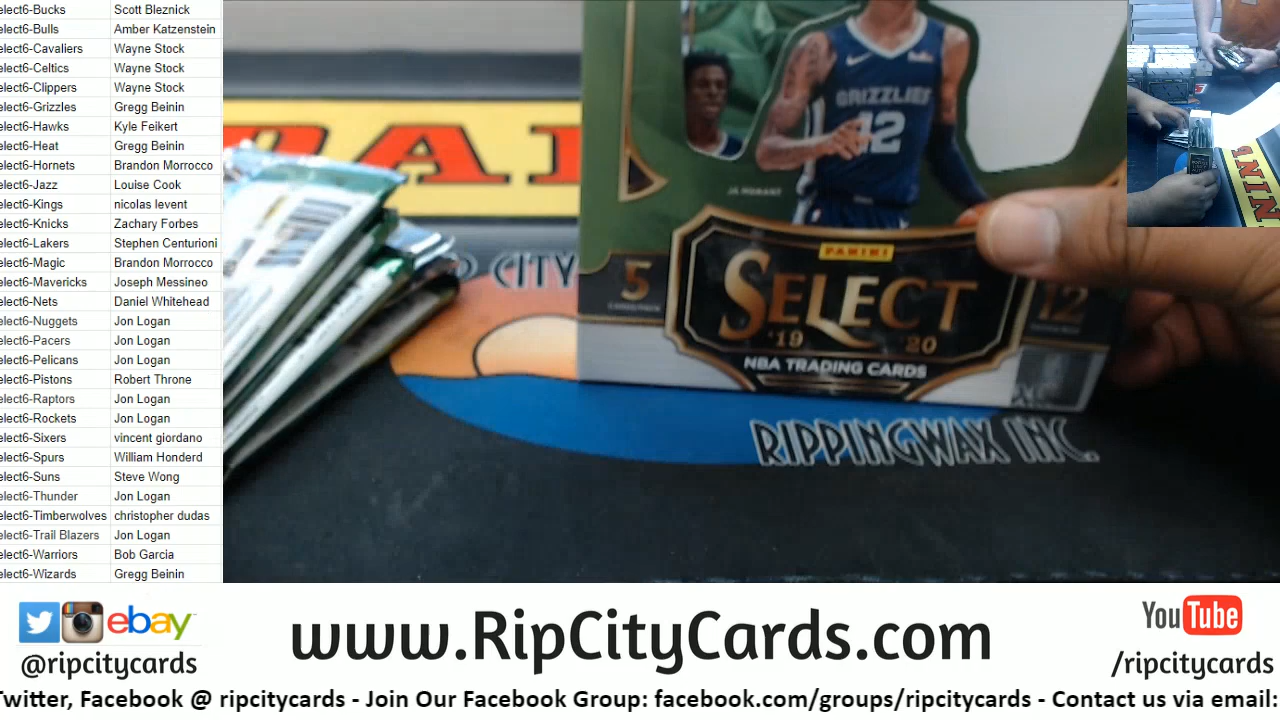 elect6-Bucks Scott Bleznick
elect6-Bulls Amber Katzenstein
elect6-Cavaliers Wayne Stock
elect6-Celtics Wayne Stock
elect6-Clippers Wayne Stock
elect6-Grizzles Gregg Beinin
elect6-Hawks Kyle Feikert
elect6-Heat Gregg Beinin
elect6-Hornets Brandon Morrocco
elect6-Jazz Louise Cook
elect6-Kings nicolas levent
elect6-Knicks Zachary Forbes
elect6-Lakers Stephen Centurioni
elect6-Magic Brandon Morrocco
elect6-Mavericks Joseph Messineo
elect6-Nets Daniel Whitehead
elect6-Nuggets Jon Logan
elect6-Pacers Jon Logan
elect6-Pelicans Jon Logan
elect6-Pistons Robert Throne
elect6-Raptors Jon Logan
elect6-Rockets Jon Logan
elect6-Sixers vincent giordano
elect6-Spurs William Honderd
elect6-Suns Steve Wong
elect6-Thunder Jon Logan
elect6-Timberwolves christopher dudas
elect6-Trail Blazers Jon Logan
elect6-Warriors Bob Garcia
elect6-Wizards Gregg Beinin
PANI
GRIZZLIES
12
JA MORANT
P CITY
5
PANINI
SELECT
'19 '20
NBA TRADING CARDS
12
RIPPINGWAX INC.
NINI
ebay
@ripcitycards
www.RipCityCards.com
YouTube
/ripcitycards
Twitter, Facebook @ ripcitycards - Join Our Facebook Group: facebook.com/groups/ripcitycards - Contact us via email: